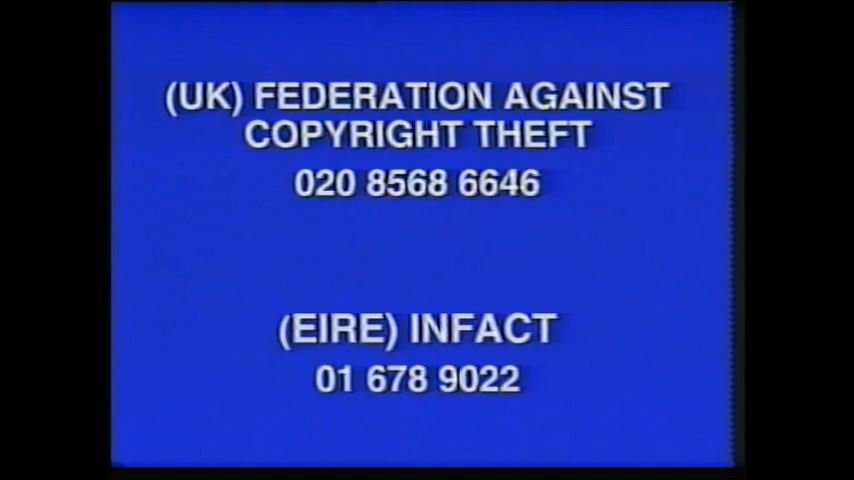 (UK) FEDERATION AGAINST
COPYRIGHT THEFT
020 8568 6646
(EIRE) INFACT
01 678 9022